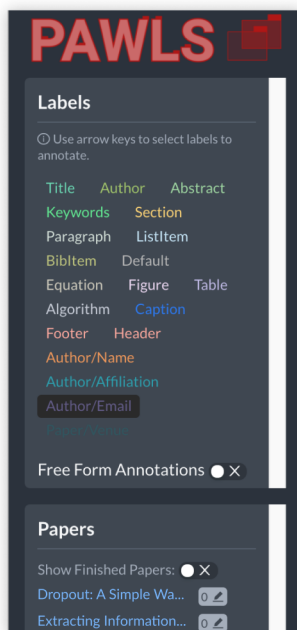 PAWLS
Labels
Use arrow keys to select labels to
annotate.
Title Author Abstract
Keywords Section
Paragraph ListItem
BibItem Default
Equation Figure Table
Algorithm Caption
Footer Header
Author/Name
Author/Affiliation
Author/Email
Free Form Annotations
Papers
Show Finished Papers:
Dropout: A Simple Wa... 0
Extracting Information... 0